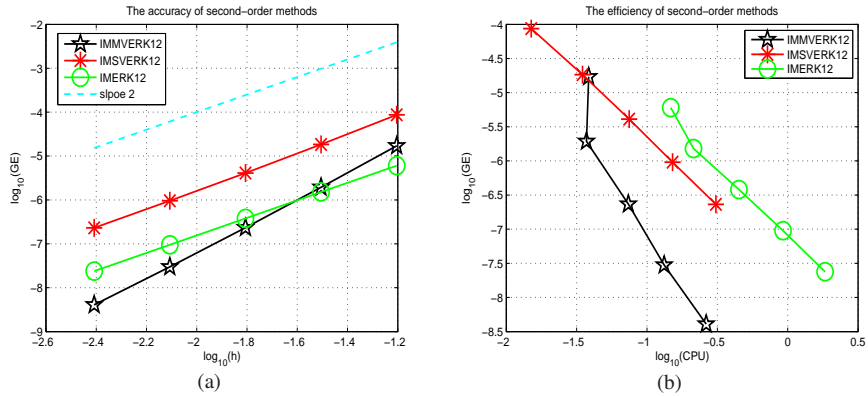 The accuracy of second−order methods
−2
−3
−4
−5
−6
−7
−8
−9
log10(GE)
IMMVERK12
IMSVERK12
IMERK12
slpoe 2
−2.6
−2.4
−2.2
−2
−1.8
−1.6
−1.4
−1.2
log10(h)
(a)
The efficiency of second−order methods
−4
−4.5
−5
−5.5
−6
−6.5
−7
−7.5
−8
−8.5
log10(GE)
IMMVERK12
IMSVERK12
IMERK12
−2
−1.5
−1
−0.5
0
0.5
log10(CPU)
(b)